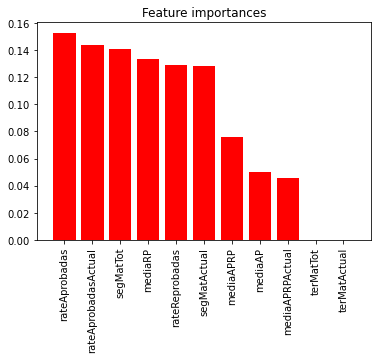 Feature importances
0.16
0.14
0.12
0.10
0.08
0.06
0.04
0.02
0.00
rateAprobadas
rateAprobadasActual
segMatTot
mediaRP
rateReprobadas
segMatActual
mediaAPRP
mediaAP
mediaAPRPActual
terMatTot
terMatActual